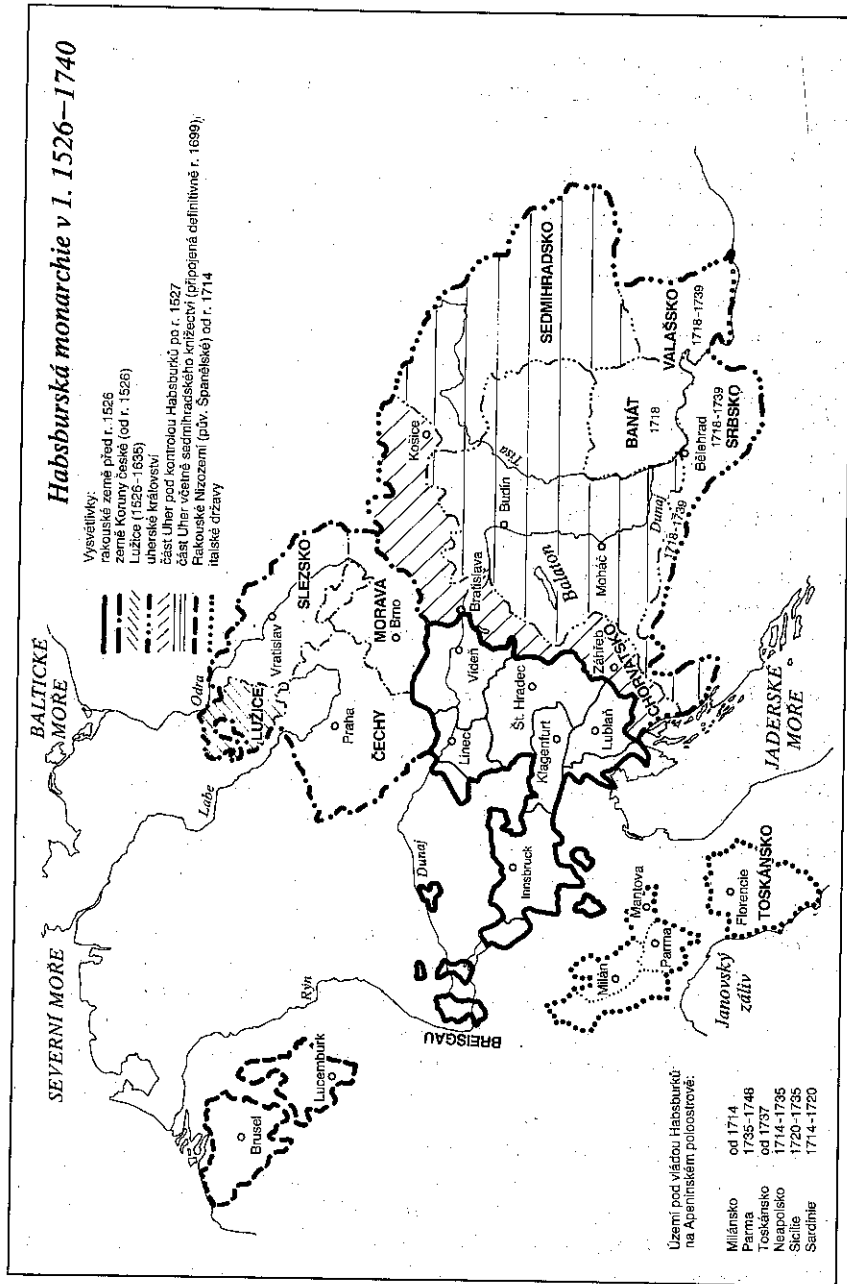 Habsburská monarchie v l. 1526–1740
Vysvětlivky:
rakouské země před r. 1526
země Koruny české (od r. 1526)
Lužice (1526–1635)
uherské království
část Uher pod kontrolou Habsburků po r. 1527
část Uher včetně sedmihradského knížectví (připojená definitivně r. 1699)
Rakouské Nizozemí (pův. Španělské) od r. 1714
italské državy
SEVERNÍ MOŘE
BALTICKÉ
MOŘE
Labe
Odra
Rýn
Brusel
Lucemburk
LUŽICE
Vratislav
SLEZSKO
Praha
ČECHY
MORAVA
Brno
Dunaj
BREISGAU
Innsbruck
Linec
Vídeň
Št. Hradec
Klagenfurt
Lublaň
Bratislava
Košice
Tisa
Budín
Balaton
Moháč
Záhřeb
CHORVATSKO
SEDMIHRADSKO
BANÁT
1718
VALAŠSKO
1718-1739
Bělehrad
1718-1739
SRBSKO
Dunaj
1718-1739
Milán
Mantova
Parma
Florencie
TOSKÁNSKO
Janovský
záliv
JADERSKÉ
MOŘE
Území pod vládou Habsburků
na Apeninském poloostrově:
Milánsko od 1714
Parma 1735-1748
Toskánsko od 1737
Neapolsko 1714-1735
Sicílie 1720-1735
Sardinie 1714-1720